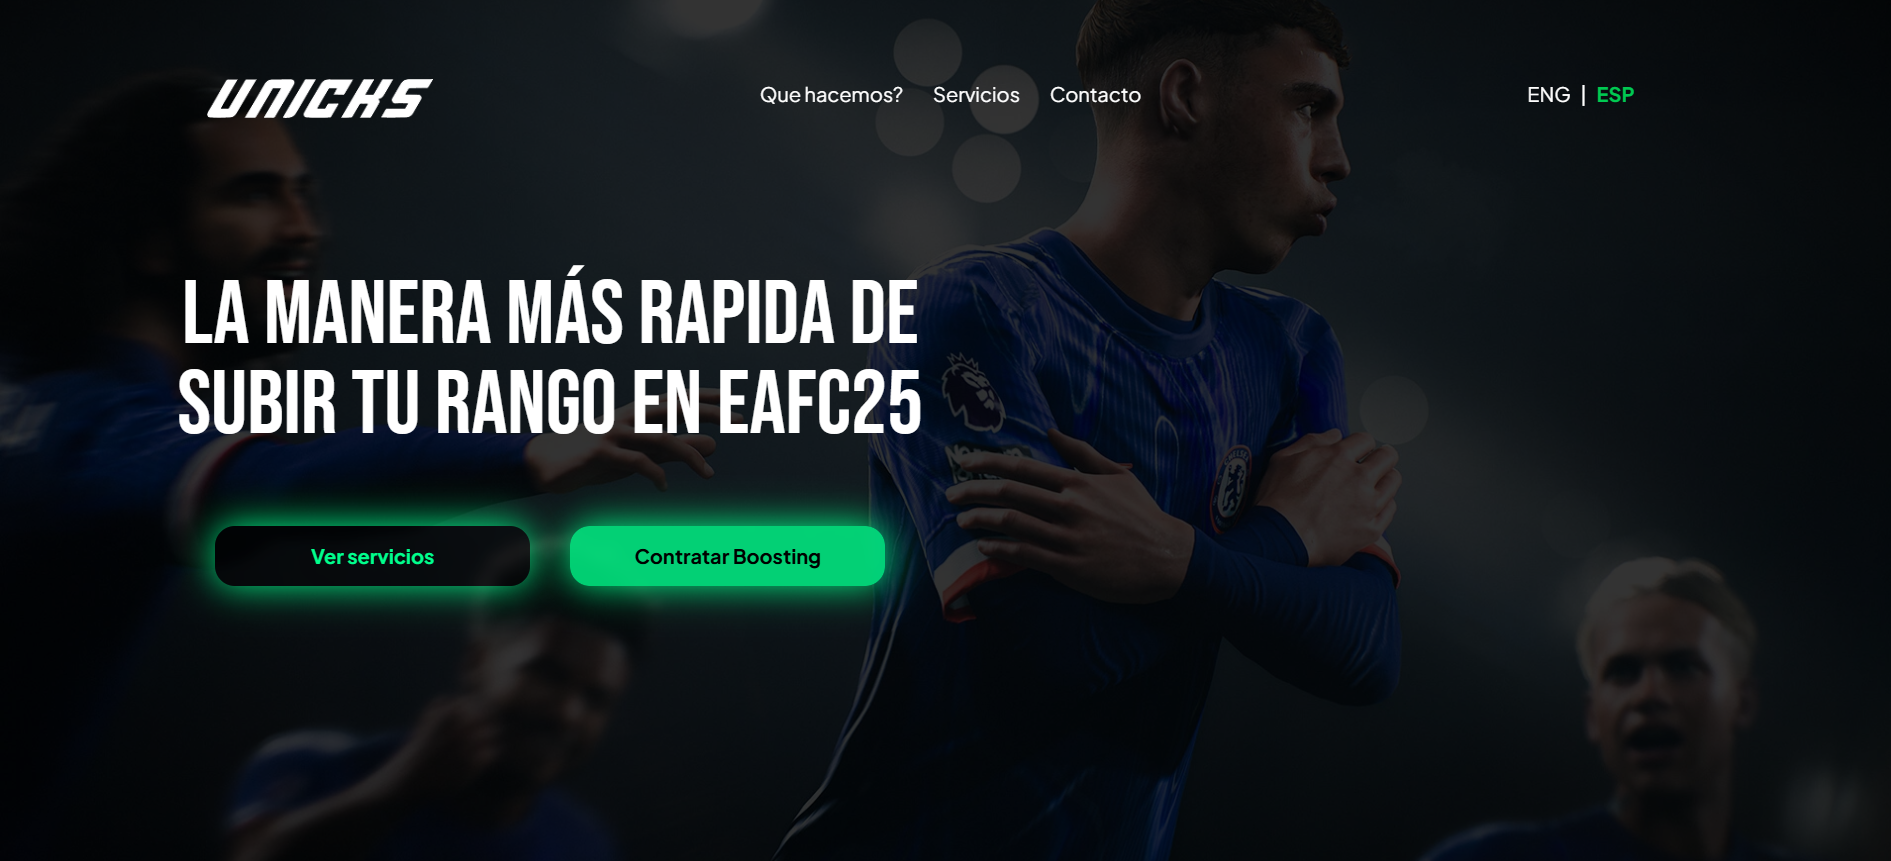 UNICKS
Que hacemos?
Servicios
Contacto
ENG | ESP
LA MANERA MÁS RAPIDA DE
SUBIR TU RANGO EN EAFC25
Ver servicios
Contratar Boosting